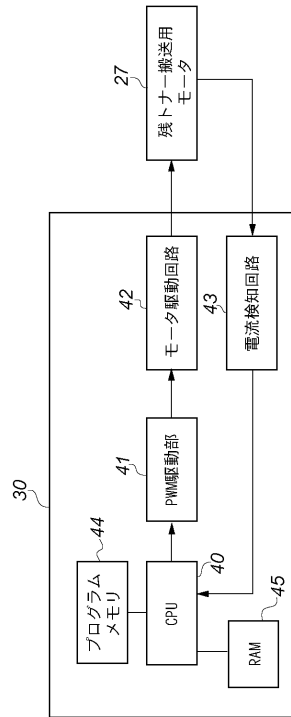 30
44
プログラム
メモリ
40
CPU
45
RAM
41
PWM駆動部
42
モータ駆動回路
43
電流検知回路
27
残トナー搬送用
モータ